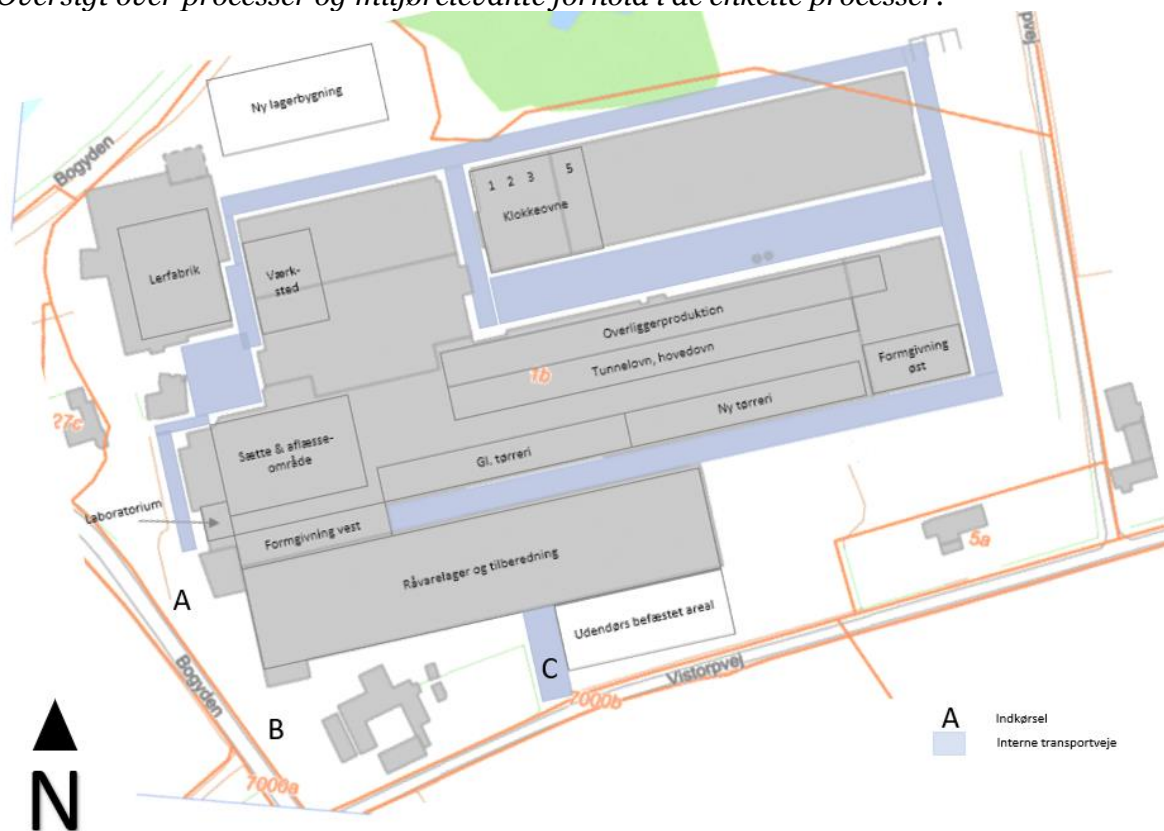 Oversigt over processer og miljørelevante forhold i de enkelte processer.
Ny lagerbygning
Bogyden
pvej
1 2 3 5
Klokkeovne
Lerfabrik
Værk-
sted
Overliggerproduktion
Tunnelovn, hovedovn
1b
Formgivning
øst
Ny tørreri
?7c
Sætte & aflæsse-
område
Gl. tørreri
Laboratorium
Formgivning vest
Råvarelager og tilberedning
5a
A
Udendørs befæstet areal
Bogyden
C
Vistorpvej
7000b
B
7000a
A Indkørsel
Interne transportveje
N